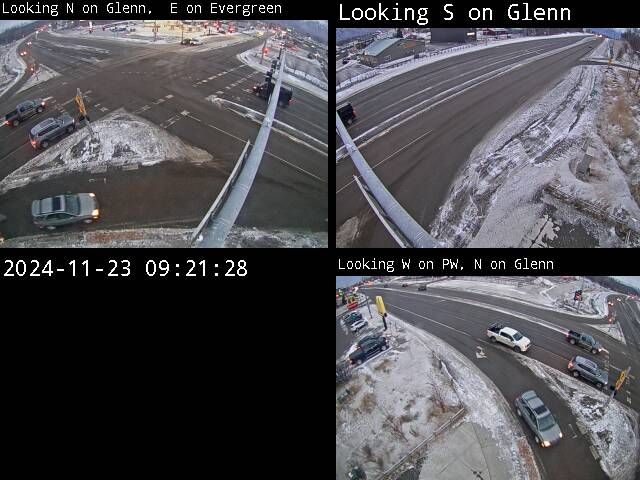 Looking N on Glenn,  E on Evergreen
Looking S on Glenn
2024-11-23 09:21:28
Looking W on PW, N on Glenn